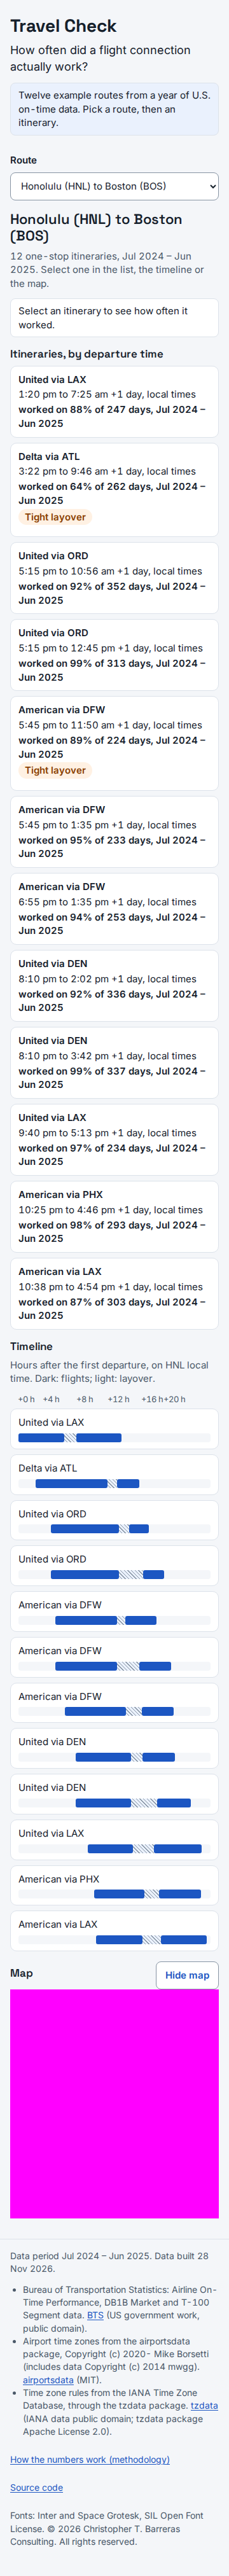 Travel Check
How often did a flight connection
actually work?
Twelve example routes from a year of U.S.
on-time data. Pick a route, then an
itinerary.
Route
Honolulu (HNL) to Boston (BOS)
Honolulu (HNL) to Boston
(BOS)
12 one-stop itineraries, Jul 2024 – Jun
2025. Select one in the list, the timeline or
the map.
Select an itinerary to see how often it
worked.
Itineraries, by departure time
United via LAX
1:20 pm to 7:25 am +1 day, local times
worked on 88% of 247 days, Jul 2024 –
Jun 2025
Delta via ATL
3:22 pm to 9:46 am +1 day, local times
worked on 64% of 262 days, Jul 2024 –
Jun 2025
Tight layover
United via ORD
5:15 pm to 10:56 am +1 day, local times
worked on 92% of 352 days, Jul 2024 –
Jun 2025
United via ORD
5:15 pm to 12:45 pm +1 day, local times
worked on 99% of 313 days, Jul 2024 –
Jun 2025
American via DFW
5:45 pm to 11:50 am +1 day, local times
worked on 89% of 224 days, Jul 2024 –
Jun 2025
Tight layover
American via DFW
5:45 pm to 1:35 pm +1 day, local times
worked on 95% of 233 days, Jul 2024 –
Jun 2025
American via DFW
6:55 pm to 1:35 pm +1 day, local times
worked on 94% of 253 days, Jul 2024 –
Jun 2025
United via DEN
8:10 pm to 2:02 pm +1 day, local times
worked on 92% of 336 days, Jul 2024 –
Jun 2025
United via DEN
8:10 pm to 3:42 pm +1 day, local times
worked on 99% of 337 days, Jul 2024 –
Jun 2025
United via LAX
9:40 pm to 5:13 pm +1 day, local times
worked on 97% of 234 days, Jul 2024 –
Jun 2025
American via PHX
10:25 pm to 4:46 pm +1 day, local times
worked on 98% of 293 days, Jul 2024 –
Jun 2025
American via LAX
10:38 pm to 4:54 pm +1 day, local times
worked on 87% of 303 days, Jul 2024 –
Jun 2025
Timeline
Hours after the first departure, on HNL local
time. Dark: flights; light: layover.
+0 h +4 h +8 h +12 h +16 h +20 h
United via LAX
Delta via ATL
United via ORD
United via ORD
American via DFW
American via DFW
American via DFW
United via DEN
United via DEN
United via LAX
American via PHX
American via LAX
Map
Hide map
Data period Jul 2024 – Jun 2025. Data built 28
Nov 2026.
• Bureau of Transportation Statistics: Airline On-
Time Performance, DB1B Market and T-100
Segment data. BTS (US government work,
public domain).
• Airport time zones from the airportsdata
package, Copyright (c) 2020- Mike Borsetti
(includes data Copyright (c) 2014 mwgg).
airportsdata (MIT).
• Time zone rules from the IANA Time Zone
Database, through the tzdata package. tzdata
(IANA data public domain; tzdata package
Apache License 2.0).
How the numbers work (methodology)
Source code
Fonts: Inter and Space Grotesk, SIL Open Font
License. © 2026 Christopher T. Barreras
Consulting. All rights reserved.